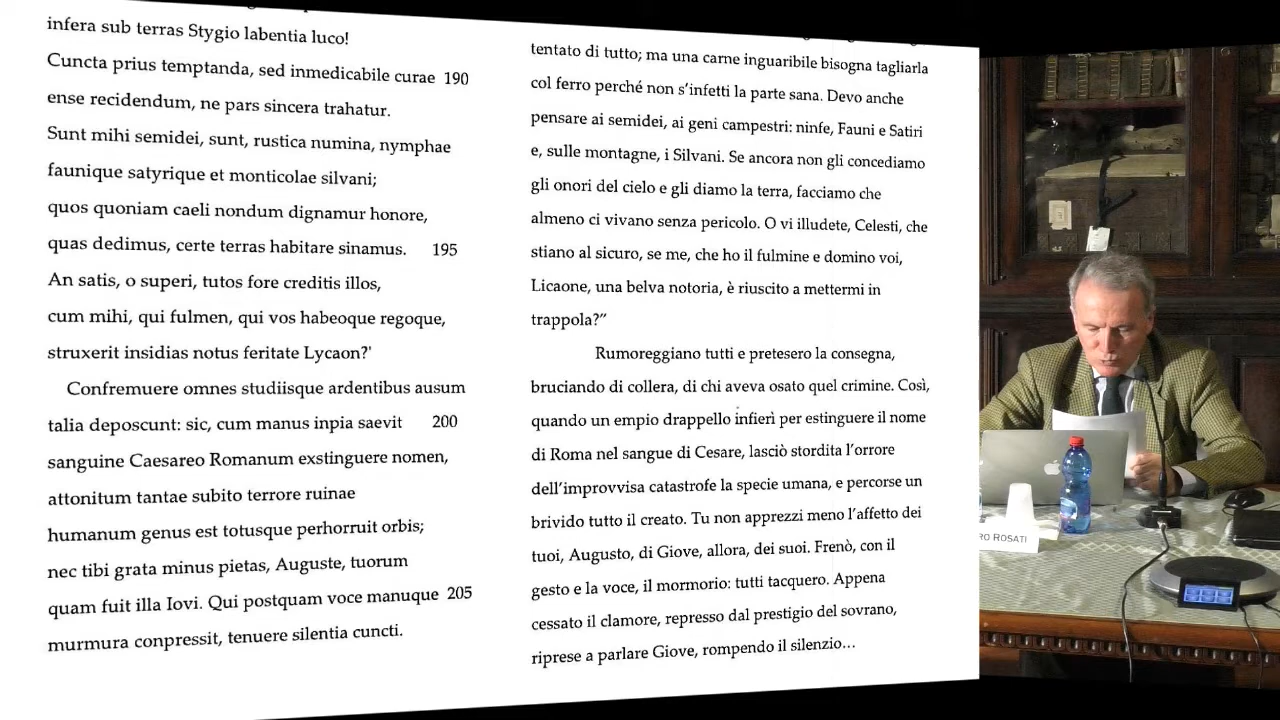 infera sub terras Stygio labentia luco!
Cuncta prius temptanda, sed inmedicabile curae 190
ense recidendum, ne pars sincera trahatur.
Sunt mihi semidei, sunt, rustica numina, nymphae
faunique satyrique et monticolae silvani;
quos quoniam caeli nondum dignamur honore,
quas dedimus, certe terras habitare sinamus. 195
An satis, o superi, tutos fore creditis illos,
cum mihi, qui fulmen, qui vos habeoque regoque,
struxerit insidias notus feritate Lycaon?'
Confremuere omnes studiisque ardentibus ausum
talia deposcunt: sic, cum manus inpia saevit 200
sanguine Caesareo Romanum exstinguere nomen,
attonitum tantae subito terrore ruinae
humanum genus est totusque perhorruit orbis;
nec tibi grata minus pietas, Auguste, tuorum
quam fuit illa Iovi. Qui postquam voce manuque 205
murmura conpressit, tenuere silentia cuncti.
tentato di tutto; ma una carne inguaribile bisogna tagliarla
col ferro perché non s'infetti la parte sana. Devo anche
pensare ai semidei, ai geni campestri: ninfe, Fauni e Satiri
e, sulle montagne, i Silvani. Se ancora non gli concediamo
gli onori del cielo e gli diamo la terra, facciamo che
almeno ci vivano senza pericolo. O vi illudete, Celesti, che
stiano al sicuro, se me, che ho il fulmine e domino voi,
Licaone, una belva notoria, è riuscito a mettermi in
trappola?”
Rumoreggiano tutti e pretesero la consegna,
bruciando di collera, di chi aveva osato quel crimine. Così,
quando un empio drappello infierì per estinguere il nome
di Roma nel sangue di Cesare, lasciò stordita l'orrore
dell'improvvisa catastrofe la specie umana, e percorse un
brivido tutto il creato. Tu non apprezzi meno l'affetto dei
tuoi, Augusto, di Giove, allora, dei suoi. Frenò, con il
gesto e la voce, il mormorio: tutti tacquero. Appena
cessato il clamore, represso dal prestigio del sovrano,
riprese a parlare Giove, rompendo il silenzio…
RO ROSATI